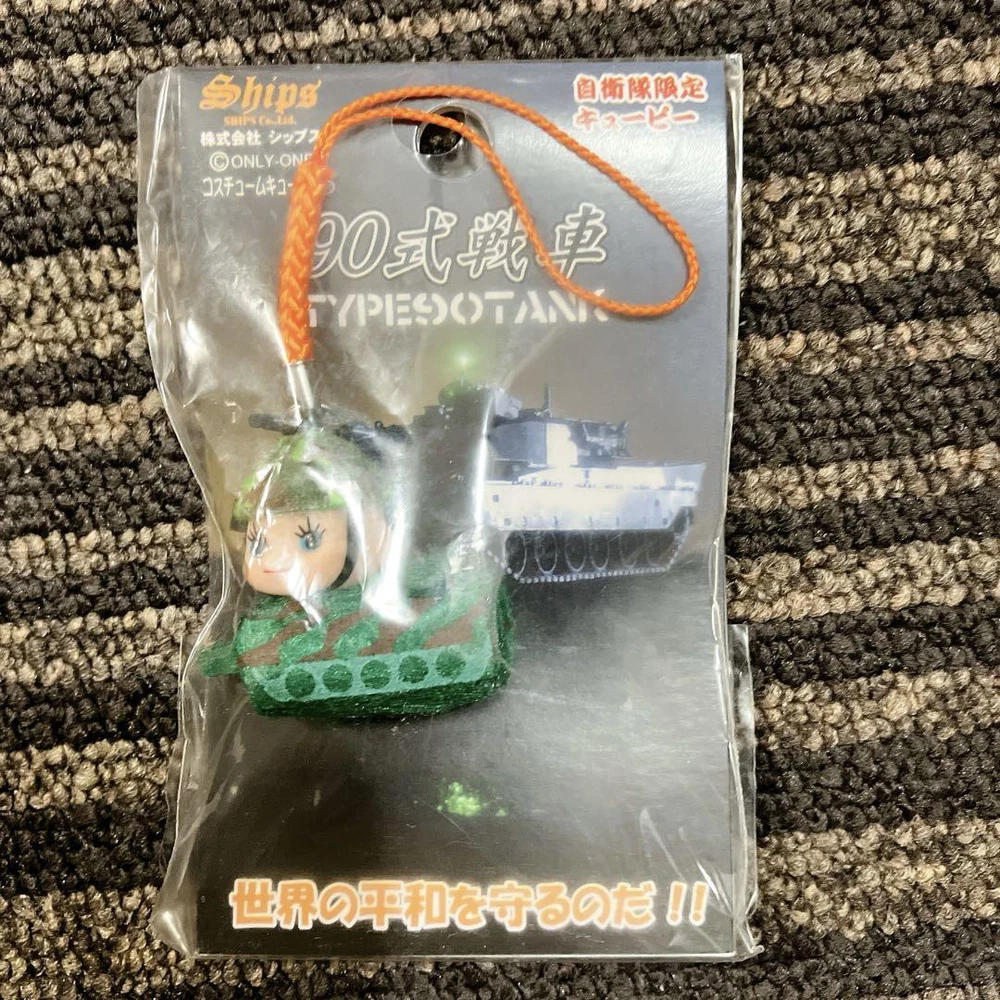 Ships
SHIPS Co.,Ltd.
株式会社 シップス
©ONLY-ONE
コスチュームキュー
自衛隊限定
キューピー
90式戦車
TYPE90TANK
世界の平和を守るのだ!!